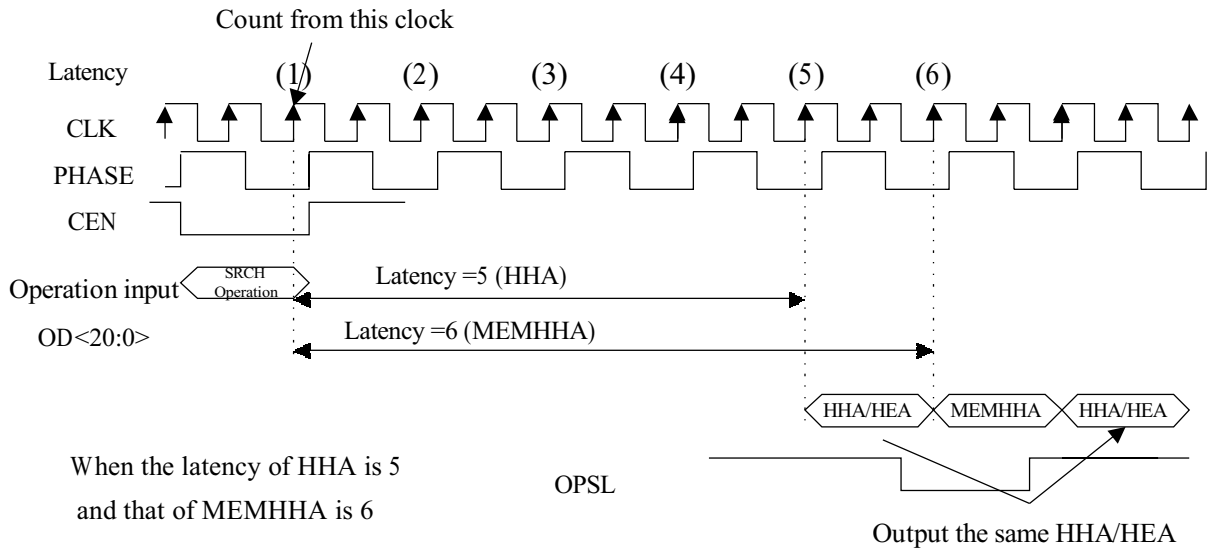 Count from this clock
Latency (1) (2) (3) (4) (5) (6)
CLK
PHASE
CEN
SRCH
Operation
Operation input
Latency =5 (HHA)
OD<20:0>
Latency =6 (MEMHHA)
HHA/HEA MEMHHA HHA/HEA
When the latency of HHA is 5
and that of MEMHHA is 6
OPSL
Output the same HHA/HEA